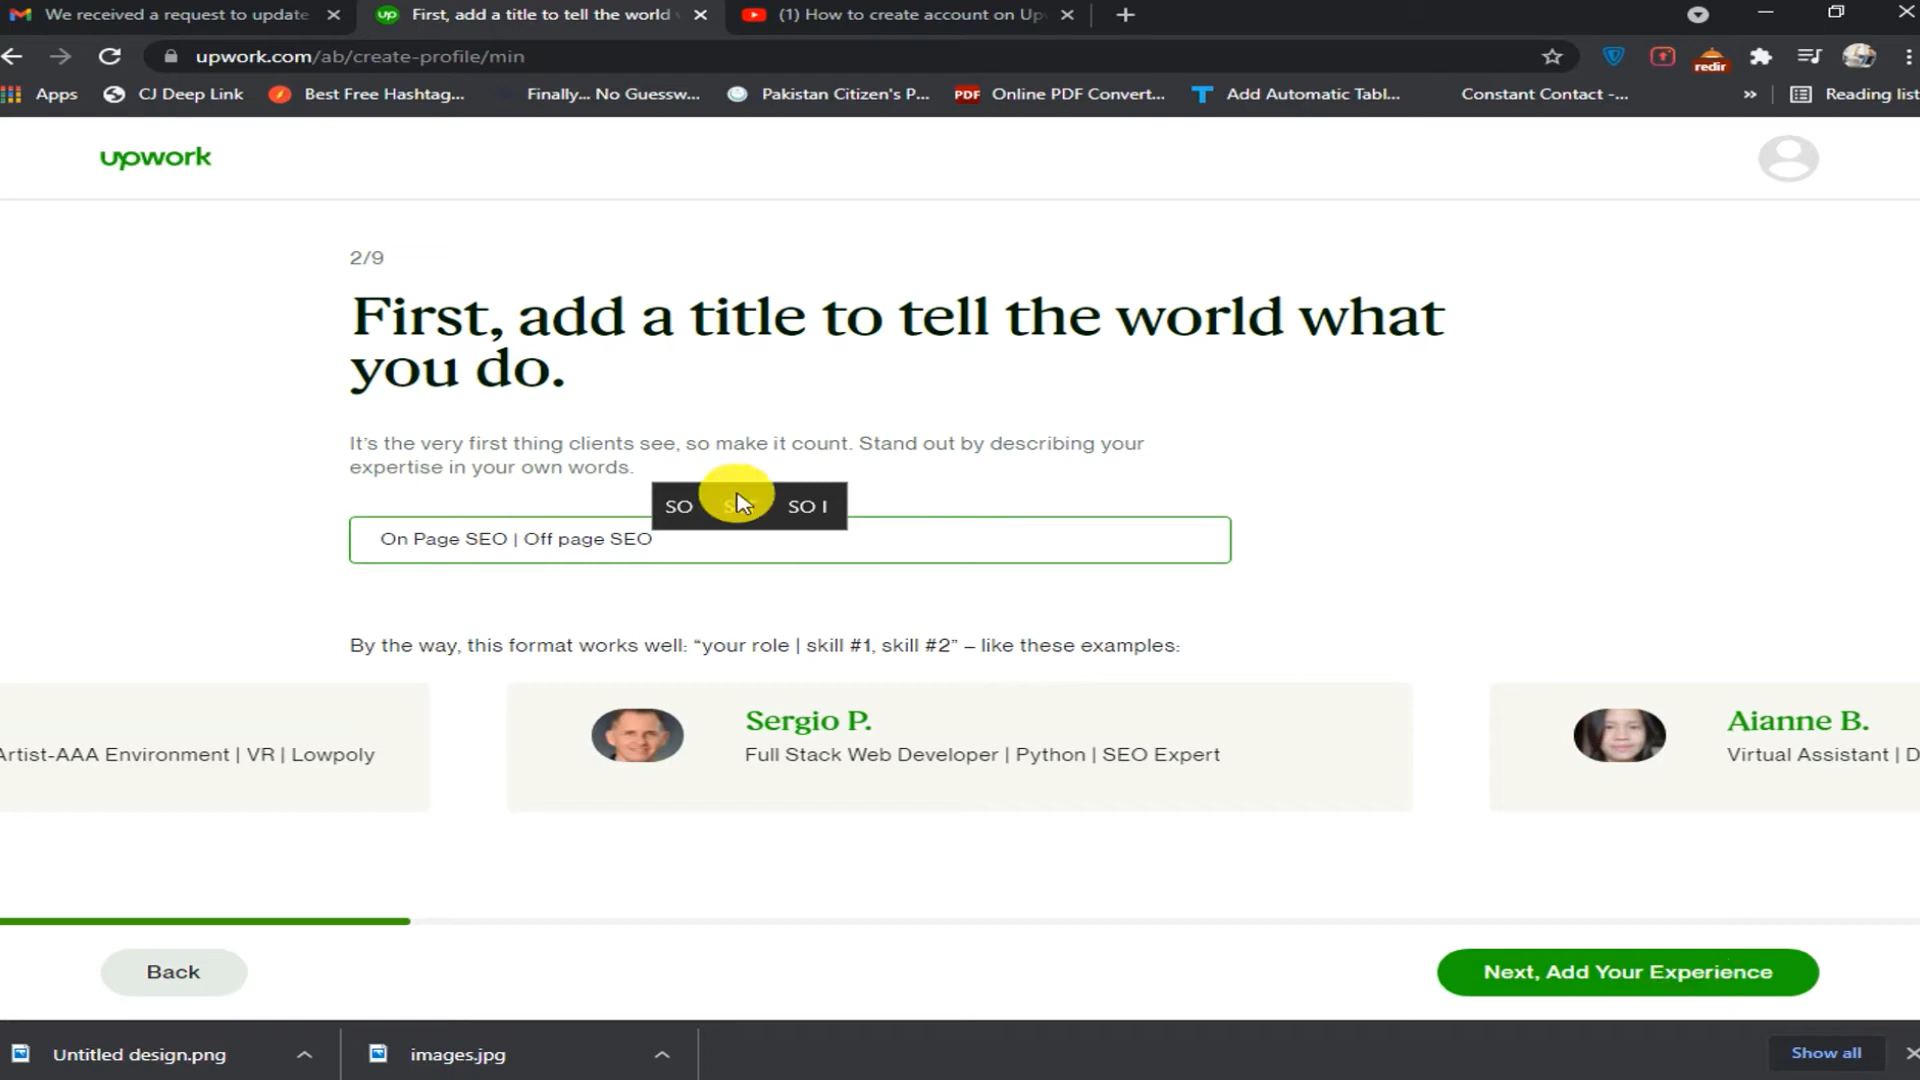 We received a request to update
First, add a title to tell the world
(1) How to create account on Up
upwork.com/ab/create-profile/min
redir
Apps
CJ Deep Link
Best Free Hashtag...
Finally... No Guessw...
Pakistan Citizen's P...
PDF
Online PDF Convert...
Add Automatic Tabl...
Constant Contact -...
»
Reading list
upwork
2/9
First, add a title to tell the world what
you do.
It's the very first thing clients see, so make it count. Stand out by describing your
expertise in your own words.
SO
SO I
On Page SEO | Off page SEO
By the way, this format works well: “your role | skill #1, skill #2” – like these examples:
Artist-AAA Environment | VR | Lowpoly
Sergio P.
Full Stack Web Developer | Python | SEO Expert
Aianne B.
Virtual Assistant | D
Back
Next, Add Your Experience
Untitled design.png
images.jpg
Show all